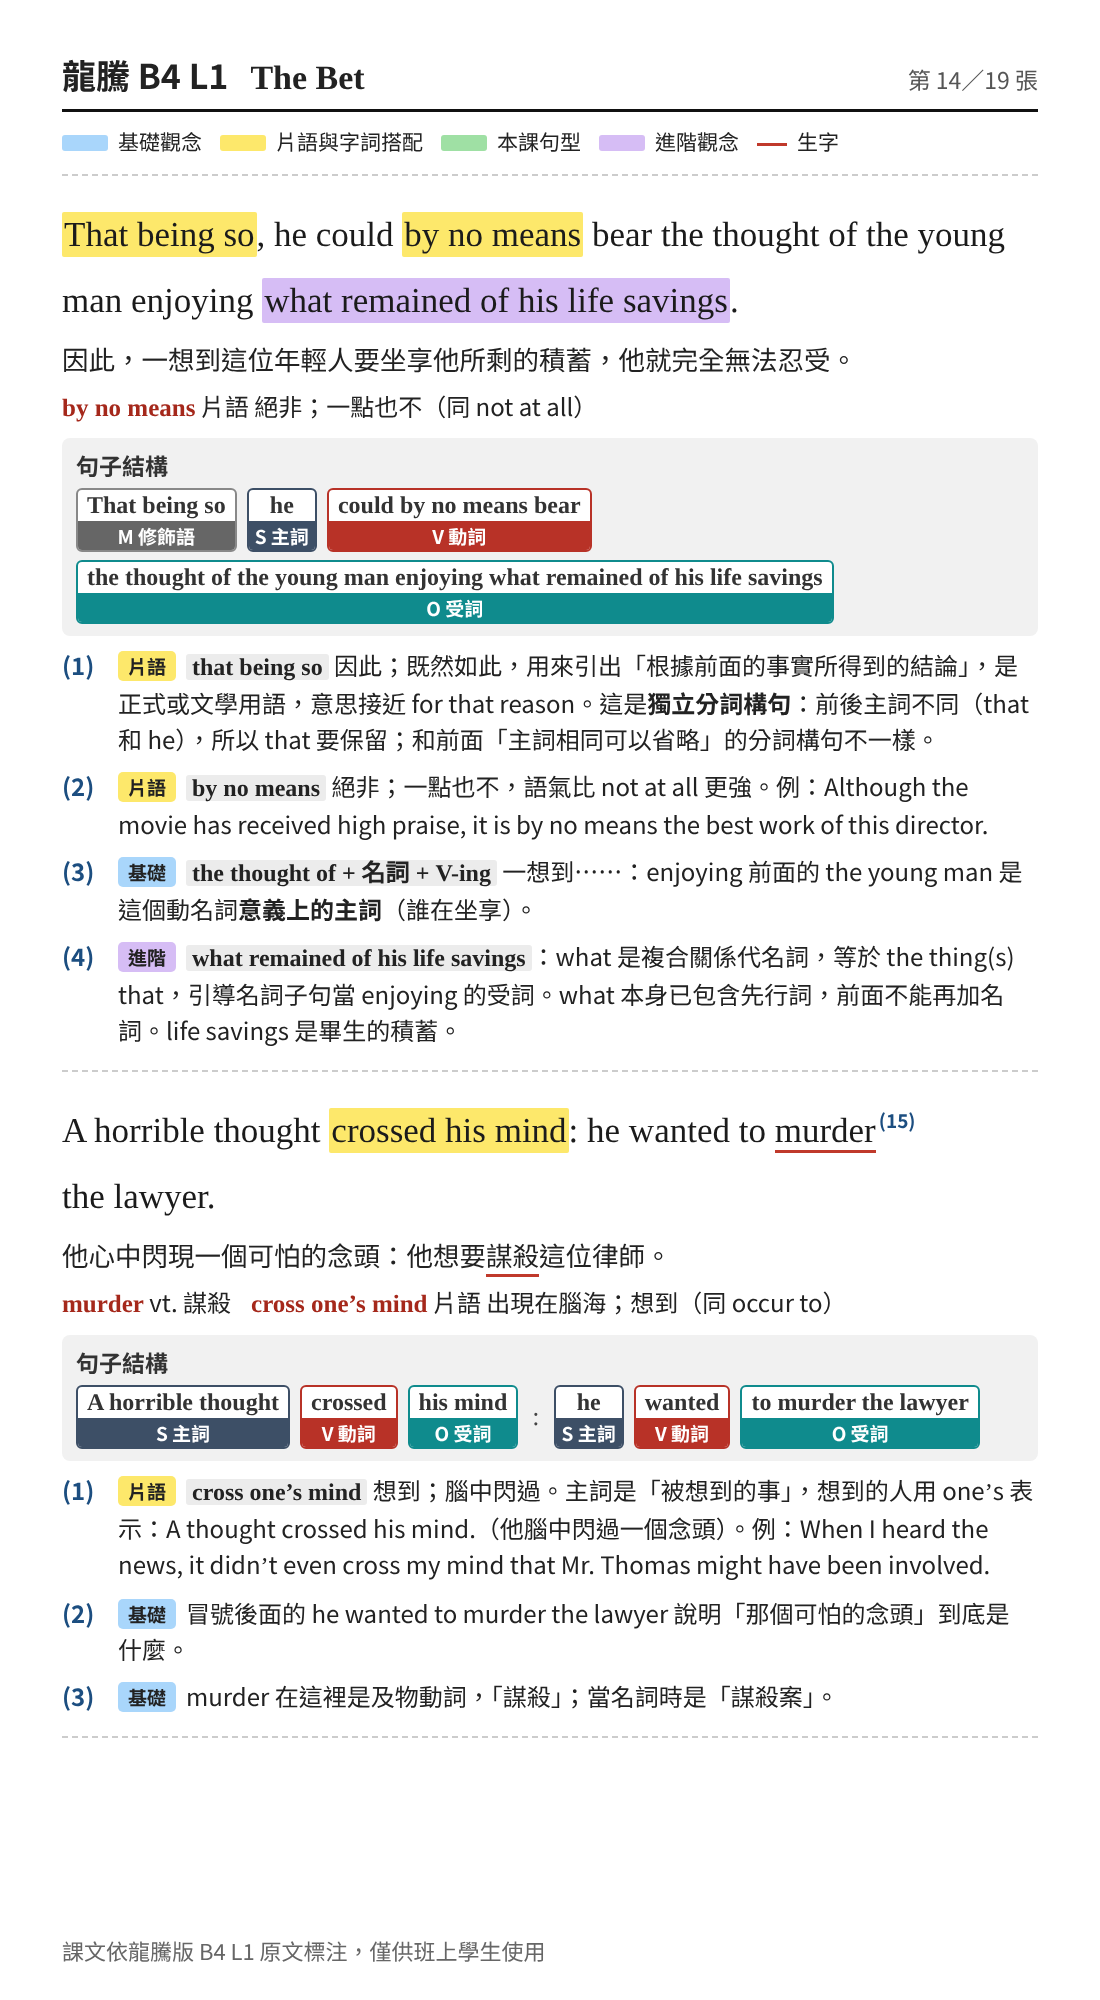 龍騰 B4 L1 The Bet
第 14／19 張
基礎觀念 片語與字詞搭配 本課句型 進階觀念 生字
That being so, he could by no means bear the thought of the young
man enjoying what remained of his life savings.
因此，一想到這位年輕人要坐享他所剩的積蓄，他就完全無法忍受。
by no means 片語 絕非；一點也不（同 not at all）
句子結構
That being so he could by no means bear
M 修飾語 S 主詞 V 動詞
the thought of the young man enjoying what remained of his life savings
O 受詞
(1) 片語 that being so 因此；既然如此，用來引出「根據前面的事實所得到的結論」，是
正式或文學用語，意思接近 for that reason。這是獨立分詞構句：前後主詞不同（that
和 he），所以 that 要保留；和前面「主詞相同可以省略」的分詞構句不一樣。
(2) 片語 by no means 絕非；一點也不，語氣比 not at all 更強。例：Although the
movie has received high praise, it is by no means the best work of this director.
(3) 基礎 the thought of + 名詞 + V-ing 一想到……：enjoying 前面的 the young man 是
這個動名詞意義上的主詞（誰在坐享）。
(4) 進階 what remained of his life savings：what 是複合關係代名詞，等於 the thing(s)
that，引導名詞子句當 enjoying 的受詞。what 本身已包含先行詞，前面不能再加名
詞。life savings 是畢生的積蓄。
A horrible thought crossed his mind: he wanted to murder(15)
the lawyer.
他心中閃現一個可怕的念頭：他想要謀殺這位律師。
murder vt. 謀殺 cross one’s mind 片語 出現在腦海；想到（同 occur to）
句子結構
A horrible thought crossed his mind : he wanted to murder the lawyer
S 主詞 V 動詞 O 受詞 S 主詞 V 動詞 O 受詞
(1) 片語 cross one’s mind 想到；腦中閃過。主詞是「被想到的事」，想到的人用 one’s 表
示：A thought crossed his mind.（他腦中閃過一個念頭）。例：When I heard the
news, it didn’t even cross my mind that Mr. Thomas might have been involved.
(2) 基礎 冒號後面的 he wanted to murder the lawyer 說明「那個可怕的念頭」到底是
什麼。
(3) 基礎 murder 在這裡是及物動詞，「謀殺」；當名詞時是「謀殺案」。
課文依龍騰版 B4 L1 原文標注，僅供班上學生使用